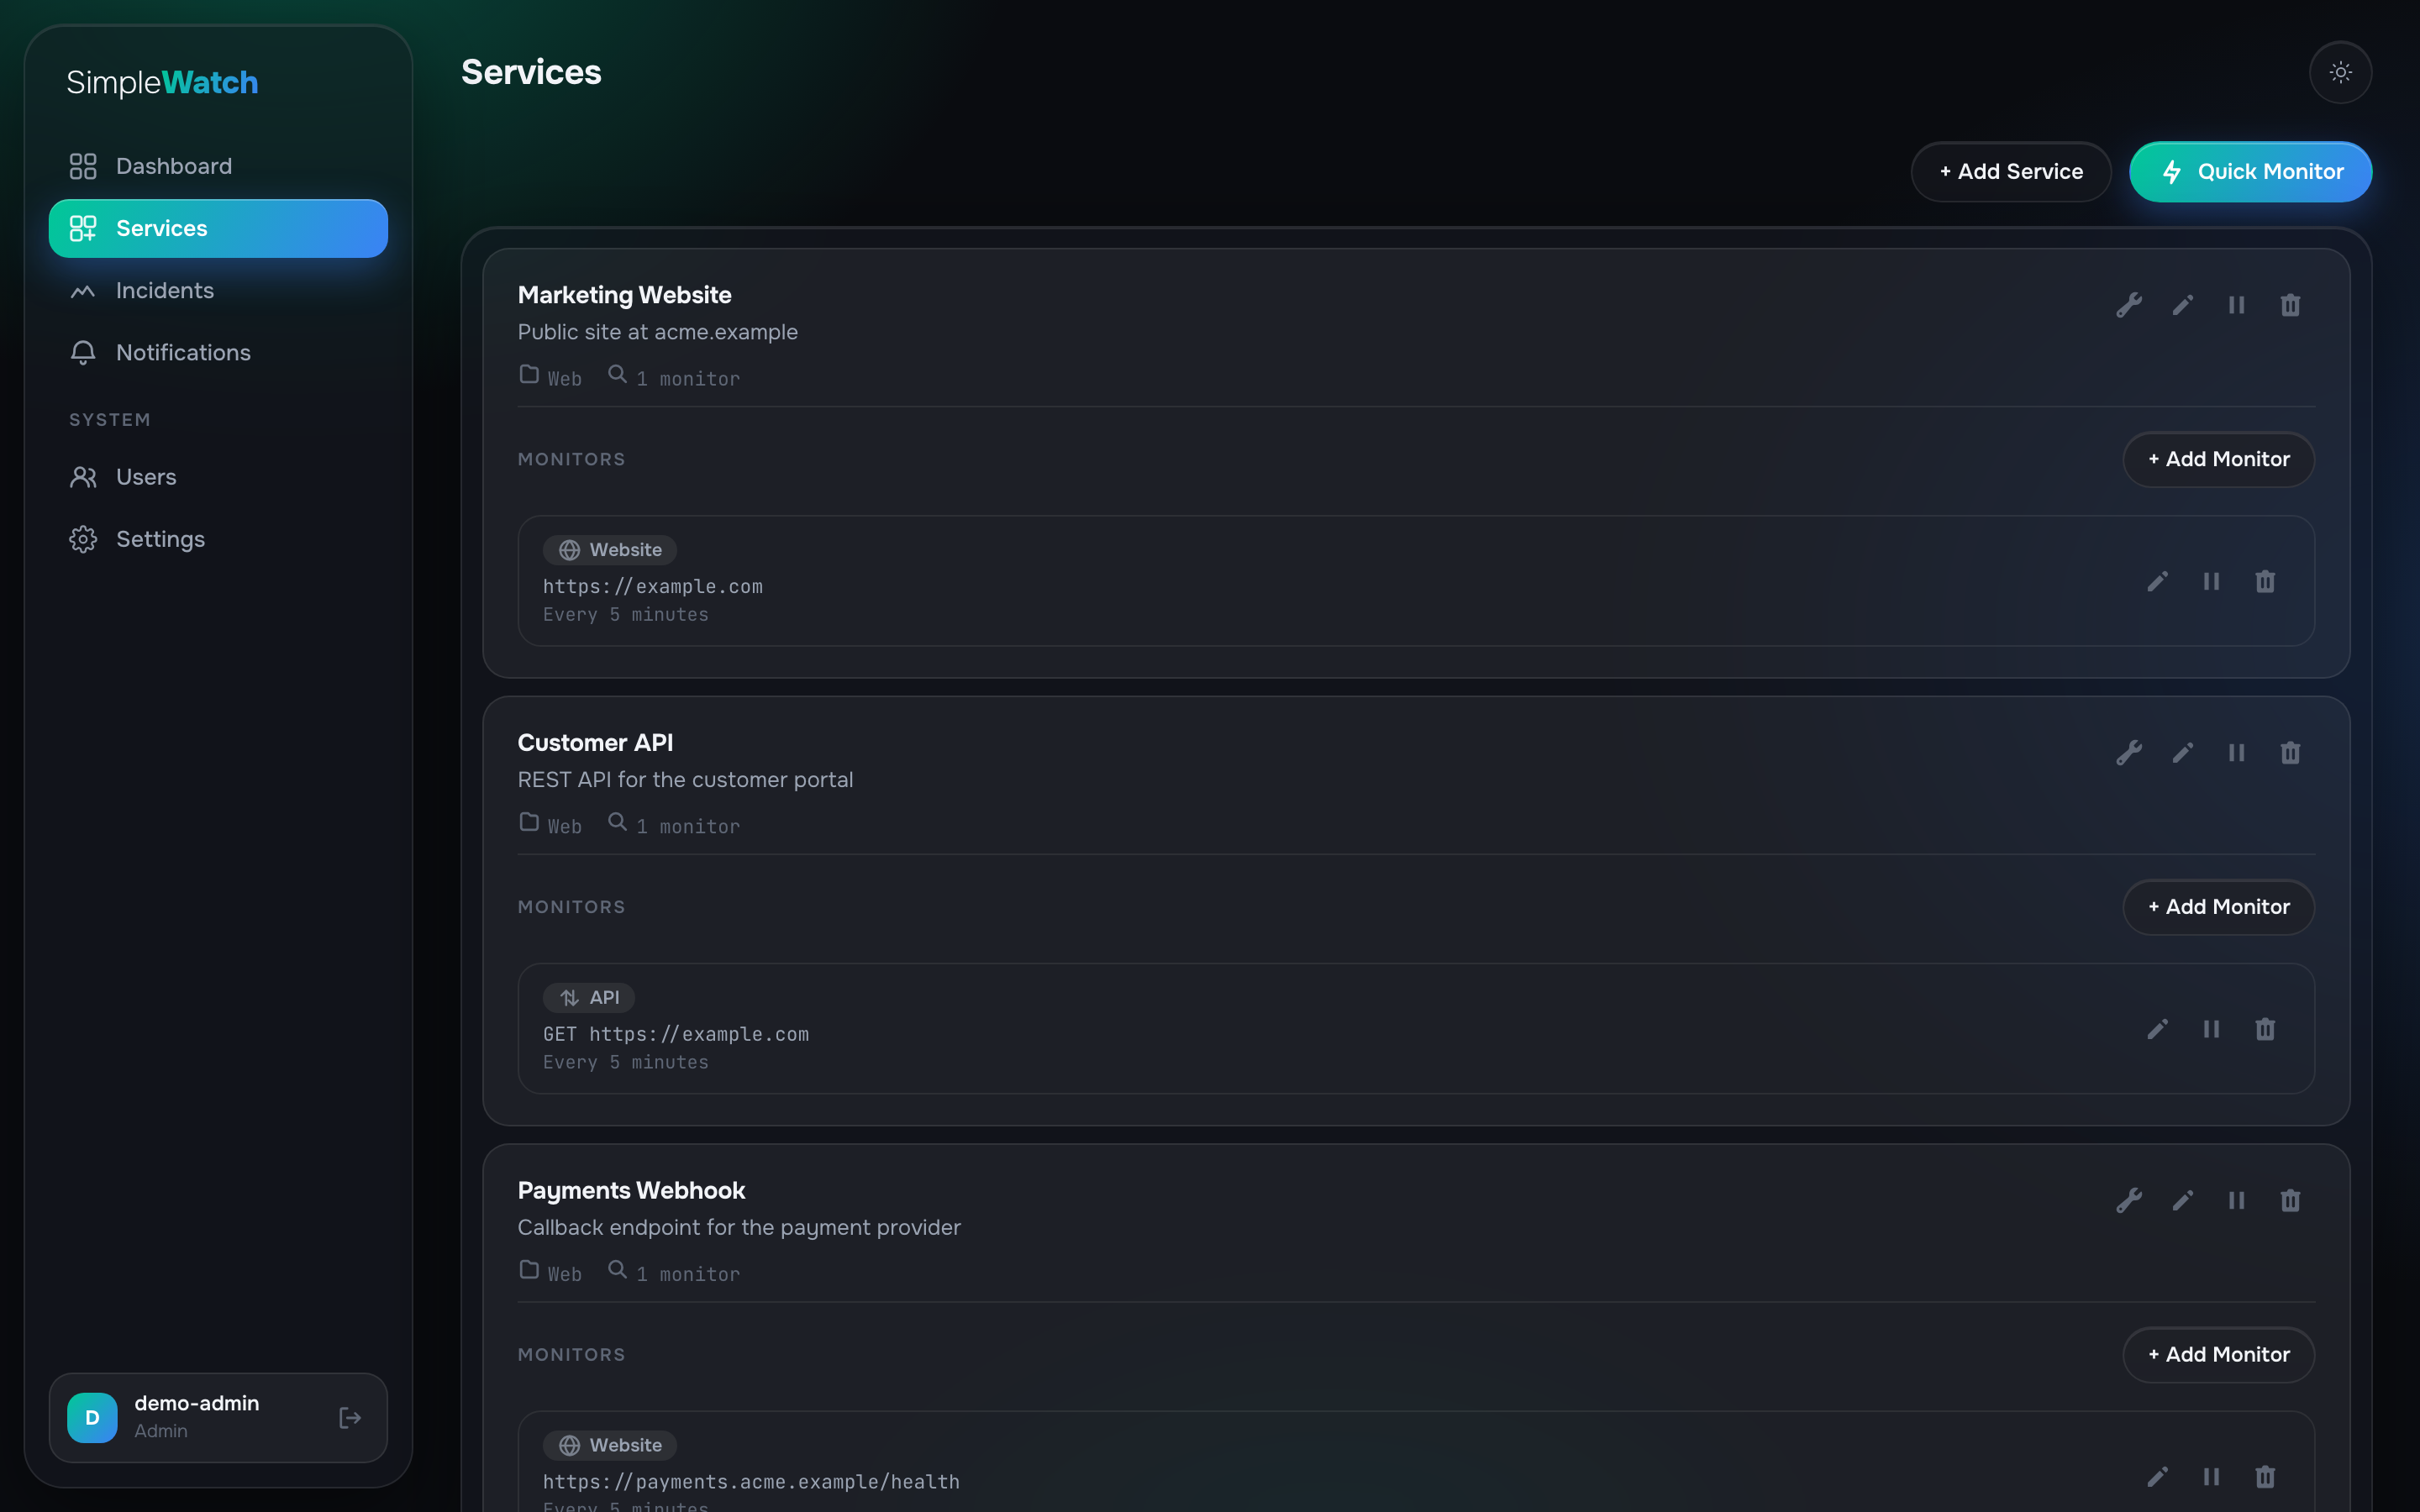 SimpleWatch
Dashboard
Services
Incidents
Notifications
SYSTEM
Users
Settings
D
demo-admin
Admin
Services
+ Add Service
Quick Monitor
Marketing Website
Public site at acme.example
Web 1 monitor
MONITORS
+ Add Monitor
Website
https://example.com
Every 5 minutes
Customer API
REST API for the customer portal
Web 1 monitor
MONITORS
+ Add Monitor
API
GET https://example.com
Every 5 minutes
Payments Webhook
Callback endpoint for the payment provider
Web 1 monitor
MONITORS
+ Add Monitor
Website
https://payments.acme.example/health
Every 5 minutes